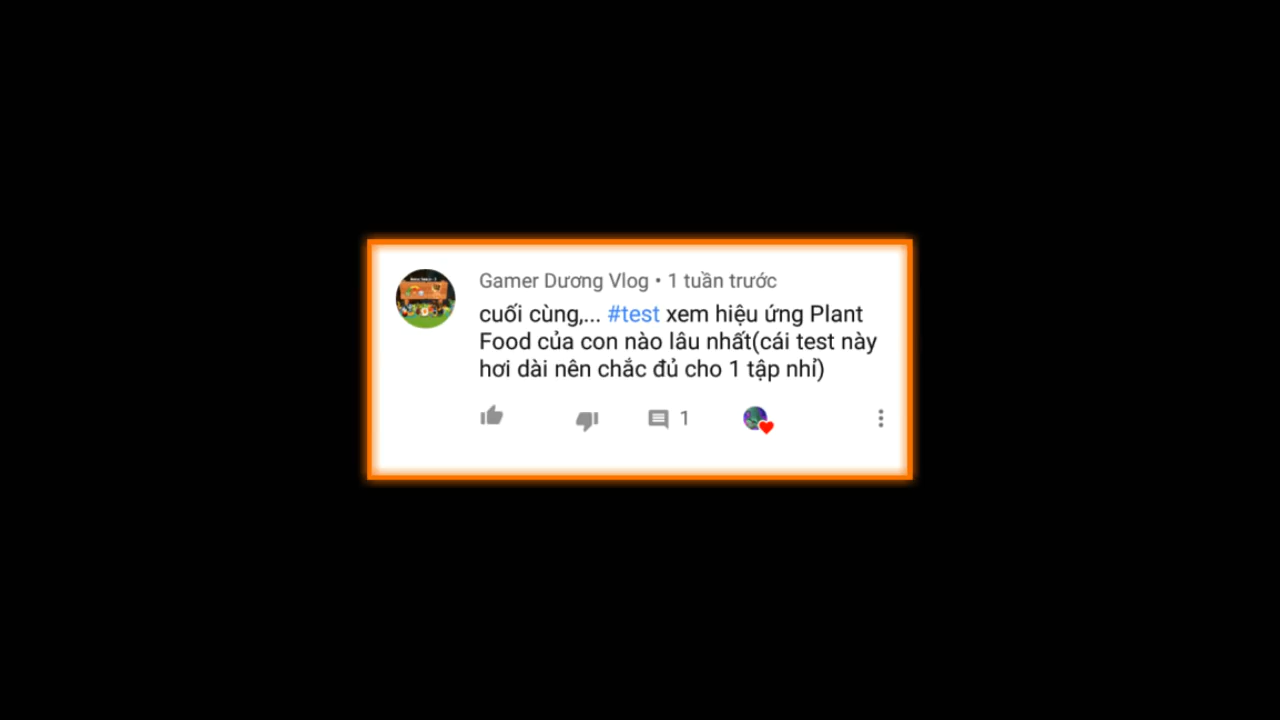 Gamer Dương Vlog • 1 tuần trước
cuối cùng,... #test xem hiệu ứng Plant
Food của con nào lâu nhất(cái test này
hơi dài nên chắc đủ cho 1 tập nhỉ)
1